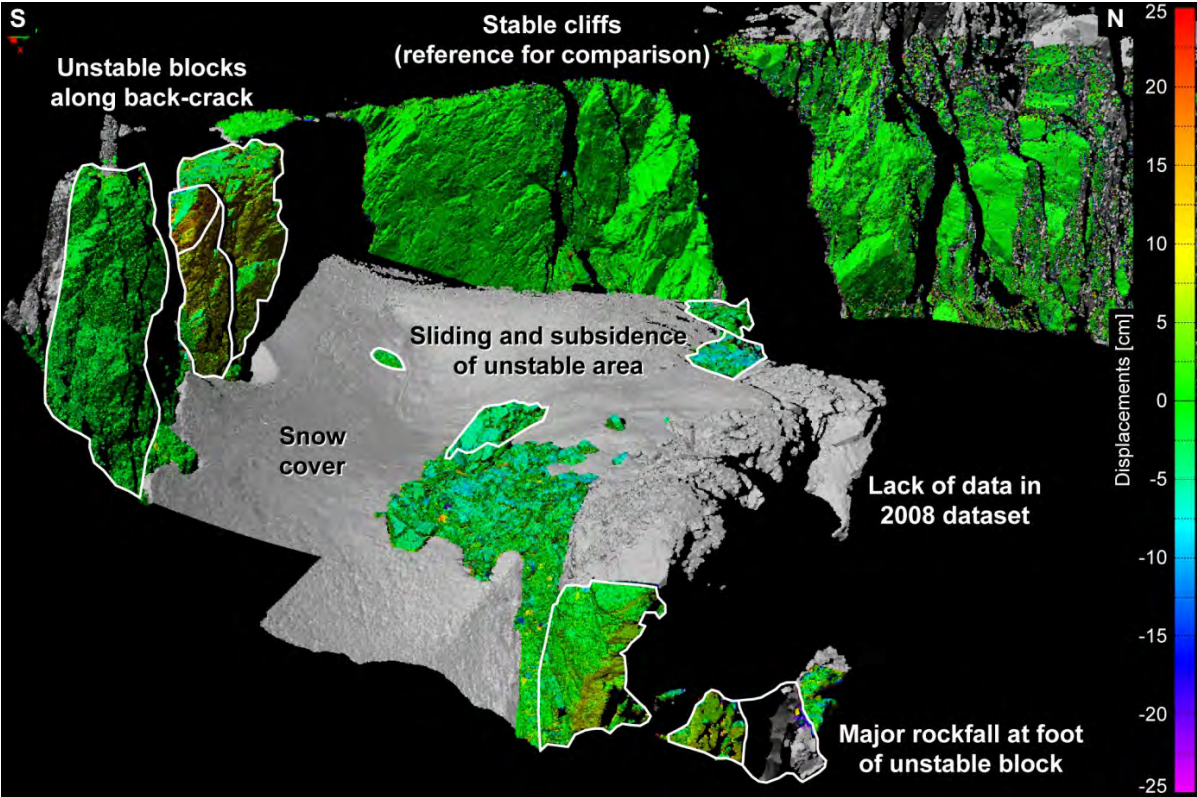 S
Stable cliffs
(reference for comparison)
N
Unstable blocks
along back-crack
Sliding and subsidence
of unstable area
Snow
cover
Lack of data in
2008 dataset
Major rockfall at foot
of unstable block
Displacements [cm]
25
20
15
10
5
0
-5
-10
-15
-20
-25